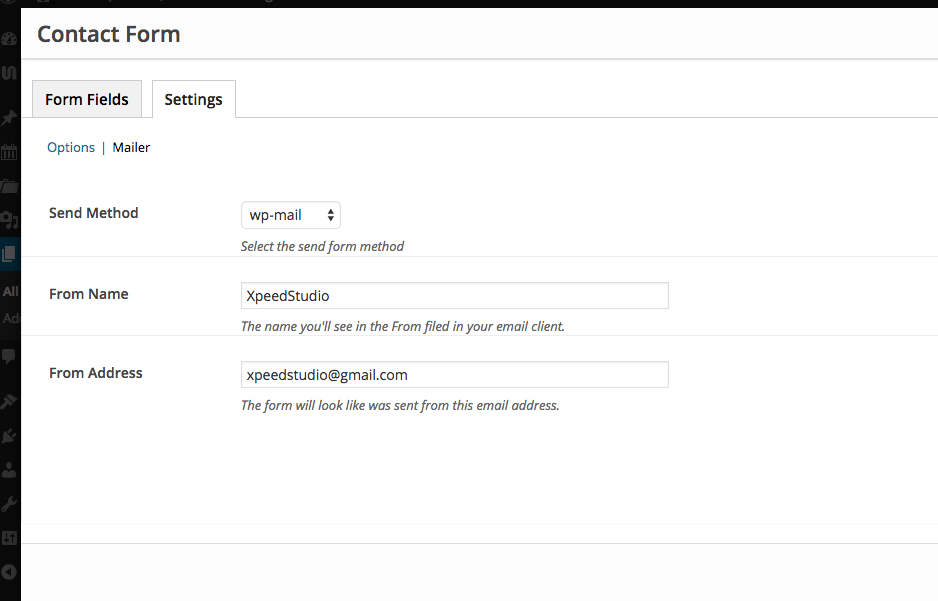 Contact Form
Form Fields
Settings
Options | Mailer
Send Method
wp-mail
Select the send form method
From Name
XpeedStudio
The name you'll see in the From filed in your email client.
From Address
xpeedstudio@gmail.com
The form will look like was sent from this email address.
All
Ad